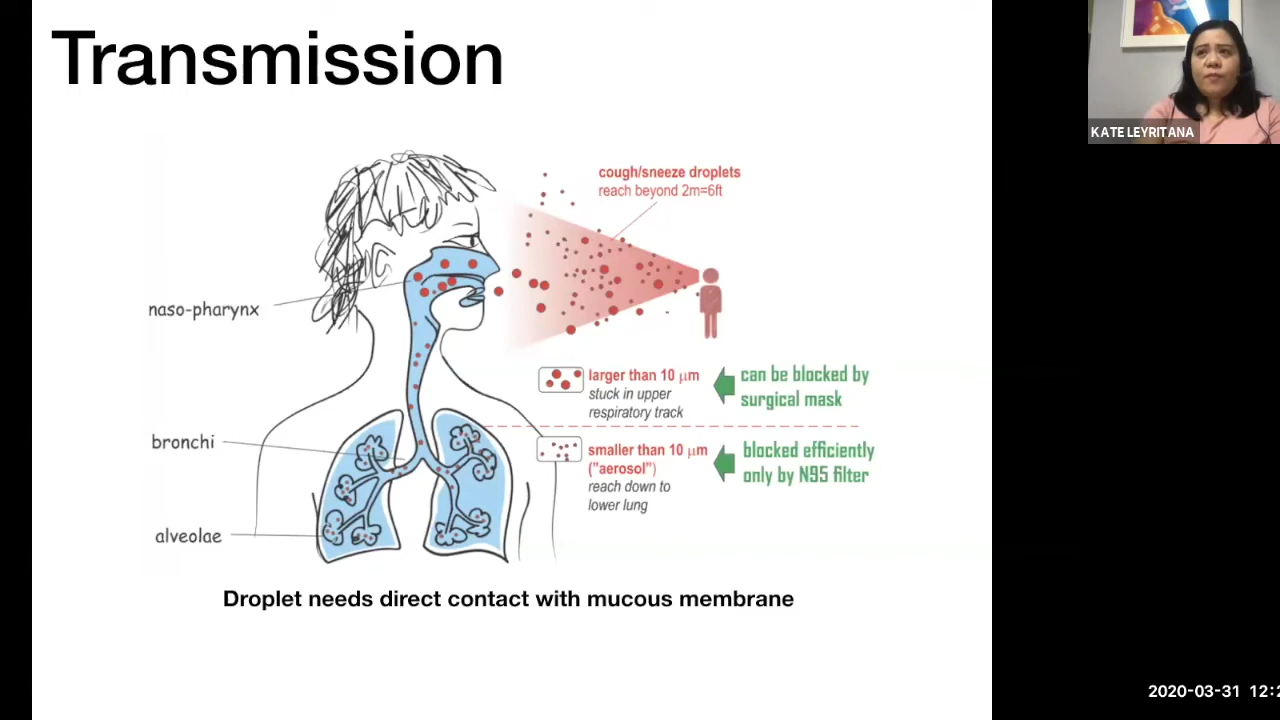 Transmission
KATE LEYRITANA
cough/sneeze droplets
reach beyond 2m=6ft
naso-pharynx
larger than 10 μm
stuck in upper
respiratory track
can be blocked by
surgical mask
bronchi
smaller than 10 μm
("aerosol")
reach down to
lower lung
blocked efficiently
only by N95 filter
alveolae
Droplet needs direct contact with mucous membrane
2020-03-31